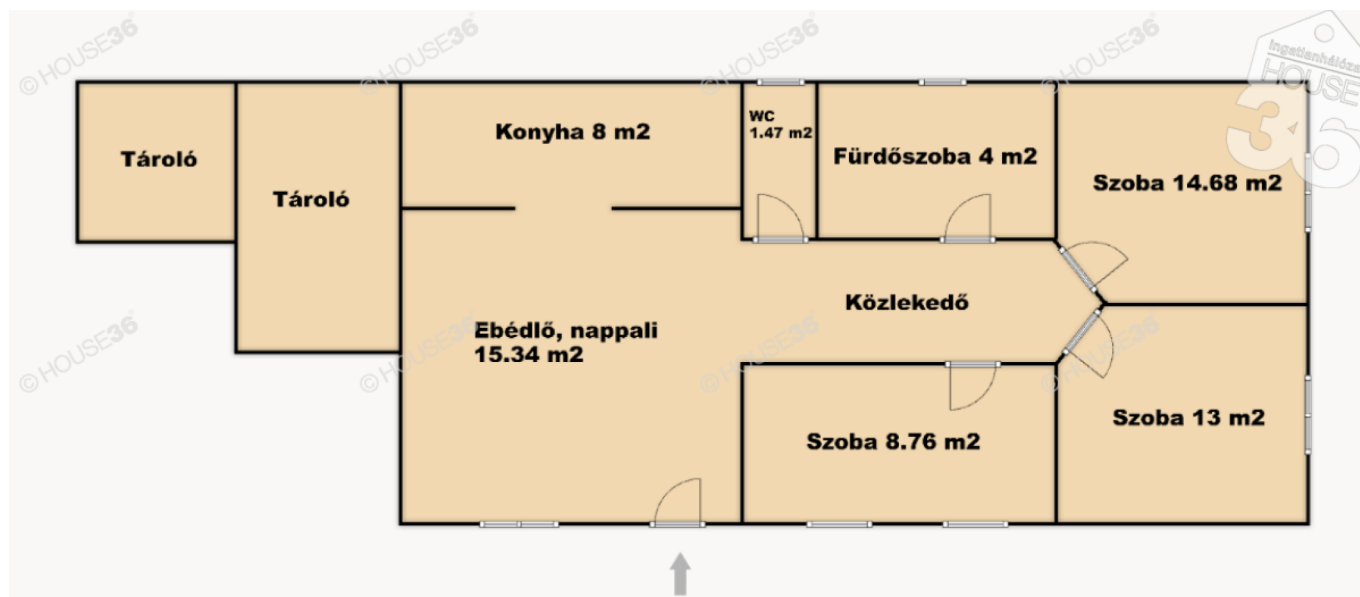 © HOUSE36
© HOUSE36
© HOUSE36
© HOUSE36
Ingatlanhálóza
HOUSE
36
Tároló
Tároló
Konyha 8 m2
WC
1.47 m2
Fürdőszoba 4 m2
Szoba 14.68 m2
Közlekedő
Ebédlő, nappali
15.34 m2
© HOUSE36
© HOUSE36
© HOUSE36
© HOUSE36
Szoba 8.76 m2
Szoba 13 m2